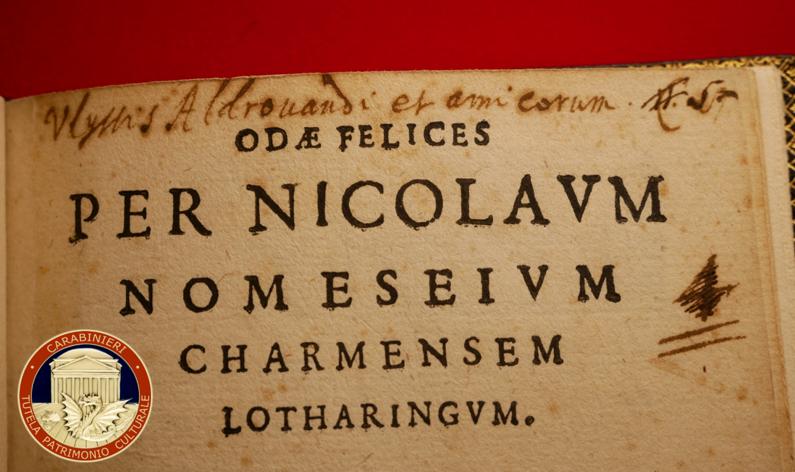 Vlyssis Aldrouandi et amicorum.
ODÆ FELICES
PER NICOLAVM
NOMESEIVM
CHARMENSEM
LOTHARINGVM.
CARABINIERI
TUTELA PATRIMONIO CULTURALE